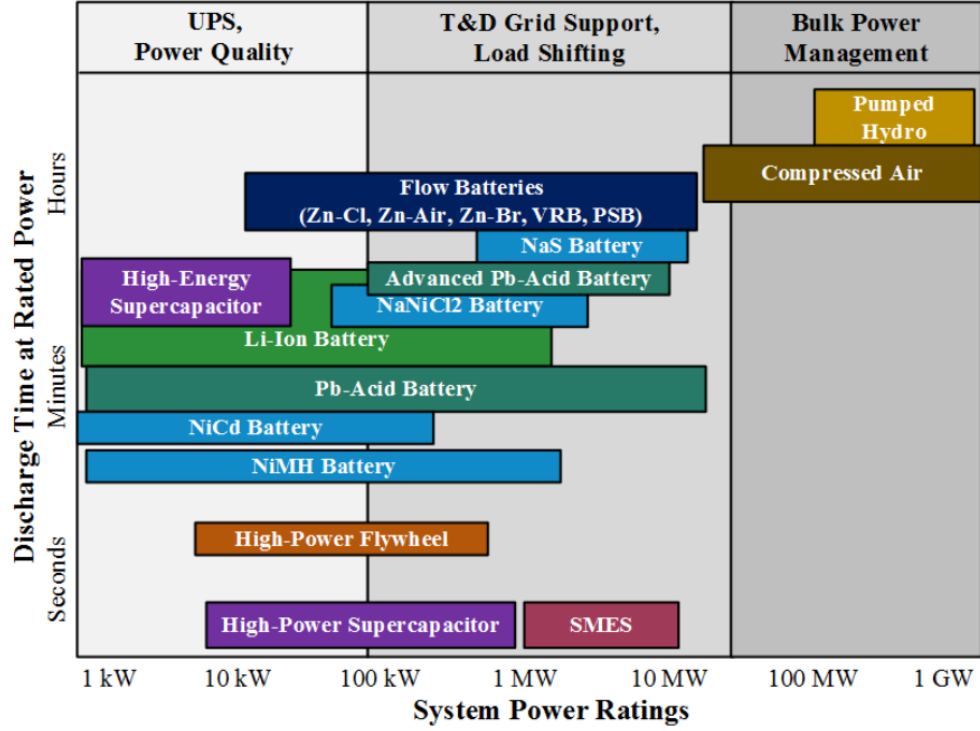 UPS,
Power Quality
T&D Grid Support,
Load Shifting
Bulk Power
Management
Pumped
Hydro
Compressed Air
Flow Batteries
(Zn-Cl, Zn-Air, Zn-Br, VRB, PSB)
NaS Battery
High-Energy
Supercapacitor
Advanced Pb-Acid Battery
NaNiCl2 Battery
Li-Ion Battery
Pb-Acid Battery
NiCd Battery
NiMH Battery
High-Power Flywheel
High-Power Supercapacitor
SMES
Discharge Time at Rated Power
Hours
Minutes
Seconds
1 kW
10 kW
100 kW
1 MW
10 MW
100 MW
1 GW
System Power Ratings